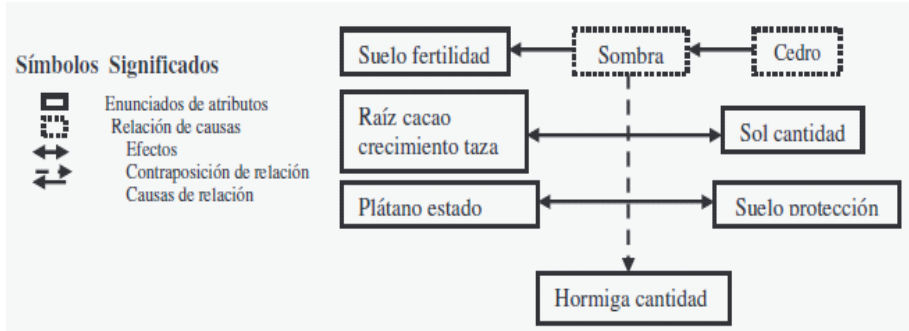 Símbolos Significados
Enunciados de atributos
Relación de causas
Efectos
Contraposición de relación
Causas de relación
Suelo fertilidad
Sombra
Cedro
Raíz cacao
crecimiento taza
Sol cantidad
Plátano estado
Suelo protección
Hormiga cantidad